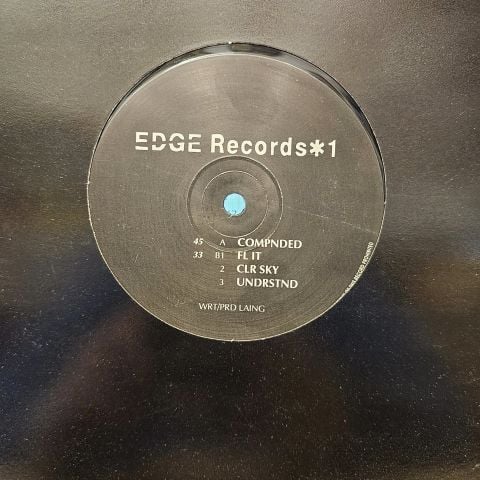 EDGE Records*1
45 A COMPNDED
33 B1 FL IT
2 CLR SKY
3 UNDRSTND
WRT/PRD LAING